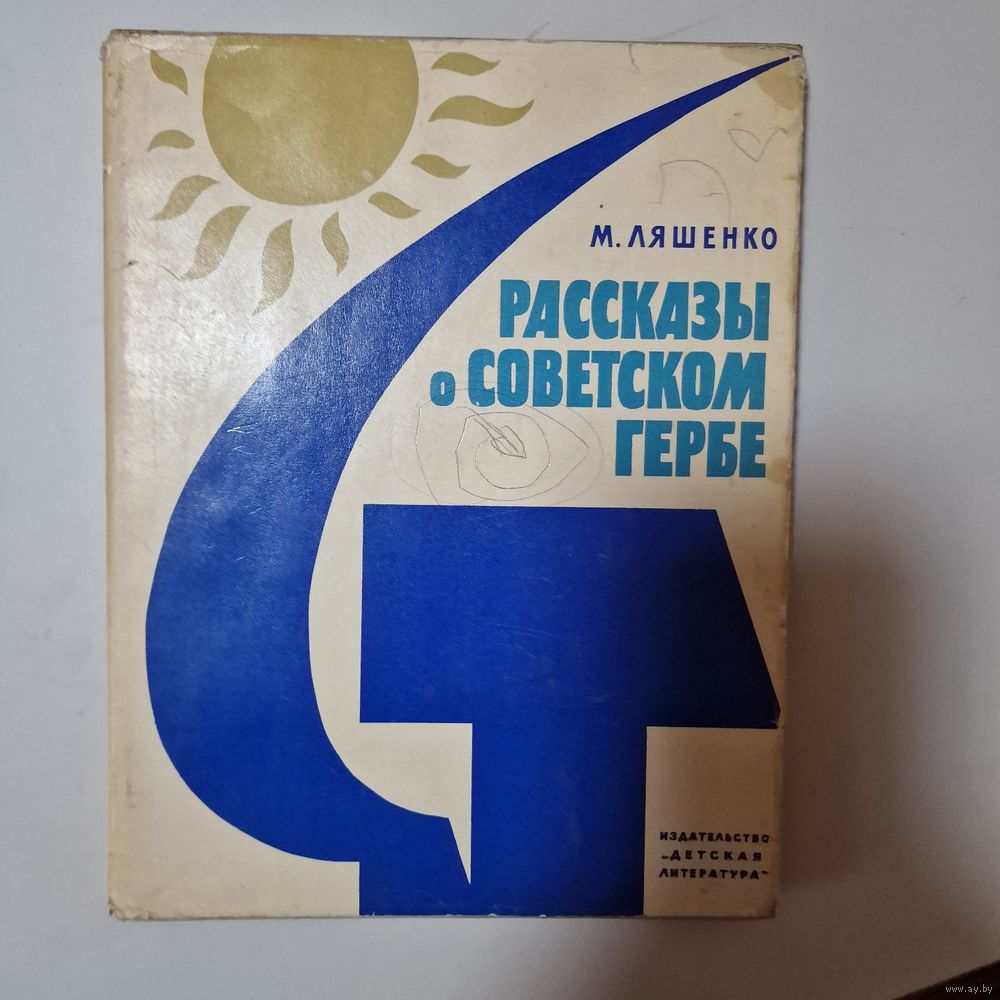 М. ЛЯШЕНКО
РАССКАЗЫ
О СОВЕТСКОМ
ГЕРБЕ
ИЗДАТЕЛЬСТВО
„ДЕТСКАЯ
ЛИТЕРАТУРА“
www.ay.by